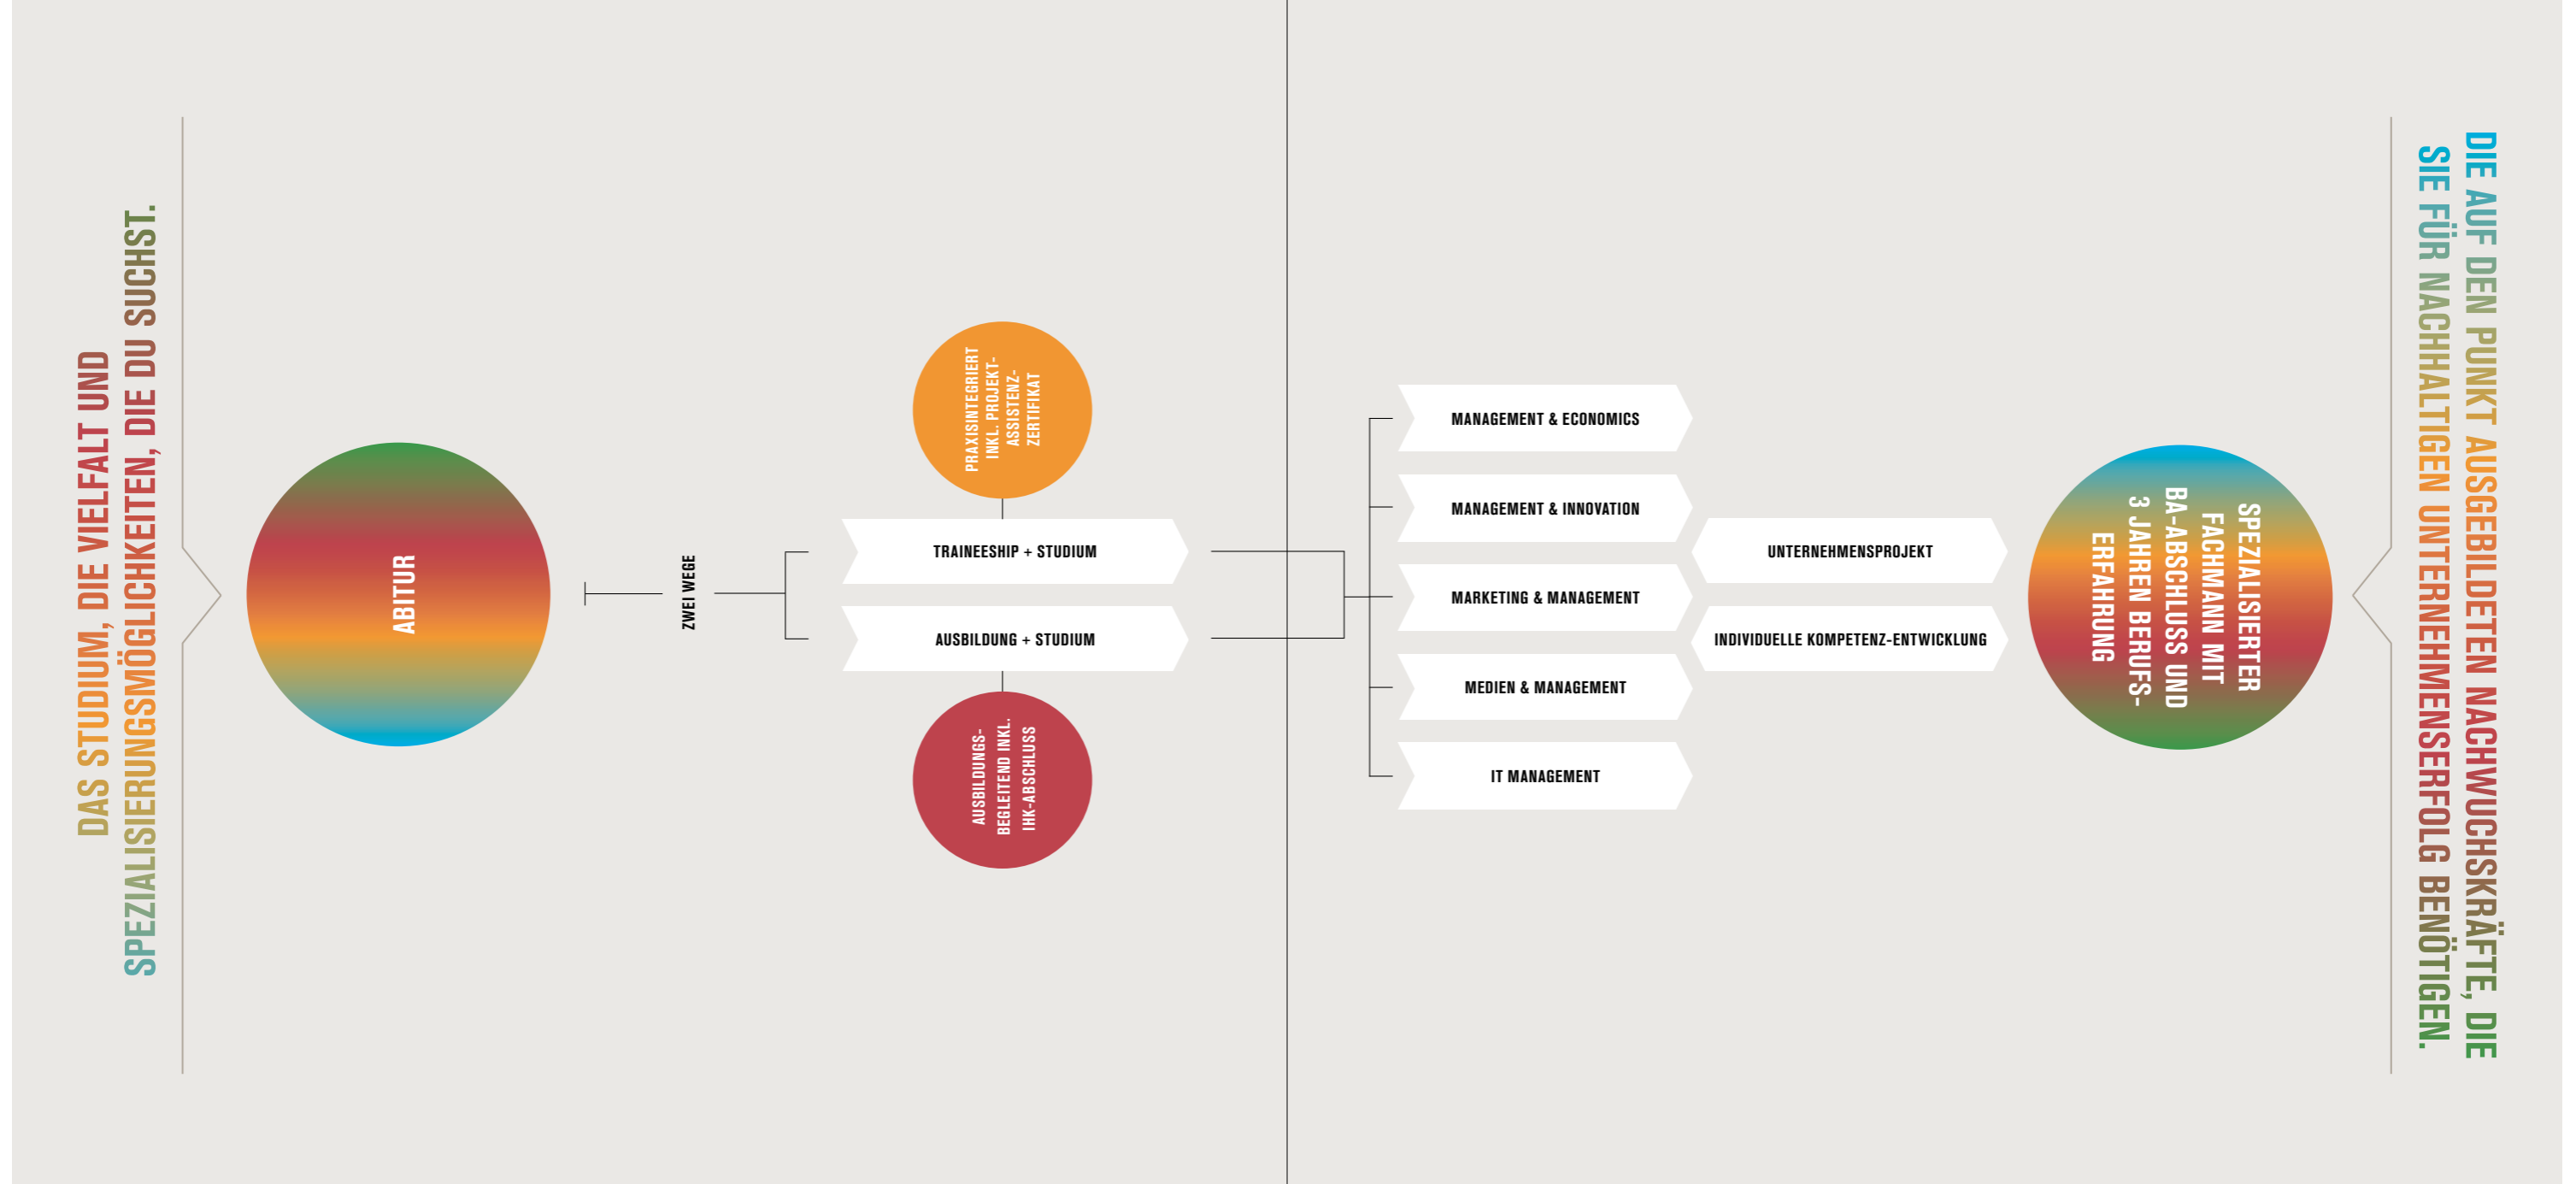 DAS STUDIUM, DIE VIELFALT UND
SPEZIALISIERUNGSMÖGLICHKEITEN, DIE DU SUCHST.
ABITUR
ZWEI WEGE
PRAXISINTEGRIERT
INKL. PROJEKT-
ASSISTENZ-
ZERTIFIKAT
TRAINEESHIP + STUDIUM
AUSBILDUNG + STUDIUM
AUSBILDUNGS-
BEGLEITEND INKL.
IHK-ABSCHLUSS
MANAGEMENT & ECONOMICS
MANAGEMENT & INNOVATION
MARKETING & MANAGEMENT
MEDIEN & MANAGEMENT
IT MANAGEMENT
UNTERNEHMENSPROJEKT
INDIVIDUELLE KOMPETENZ-ENTWICKLUNG
SPEZIALISIERTER
FACHMANN MIT
BA-ABSCHLUSS UND
3 JAHREN BERUFS-
ERFAHRUNG
DIE AUF DEN PUNKT AUSGEBILDETEN NACHWUCHSKRÄFTE, DIE
SIE FÜR NACHHALTIGEN UNTERNEHMENSERFOLG BENÖTIGEN.